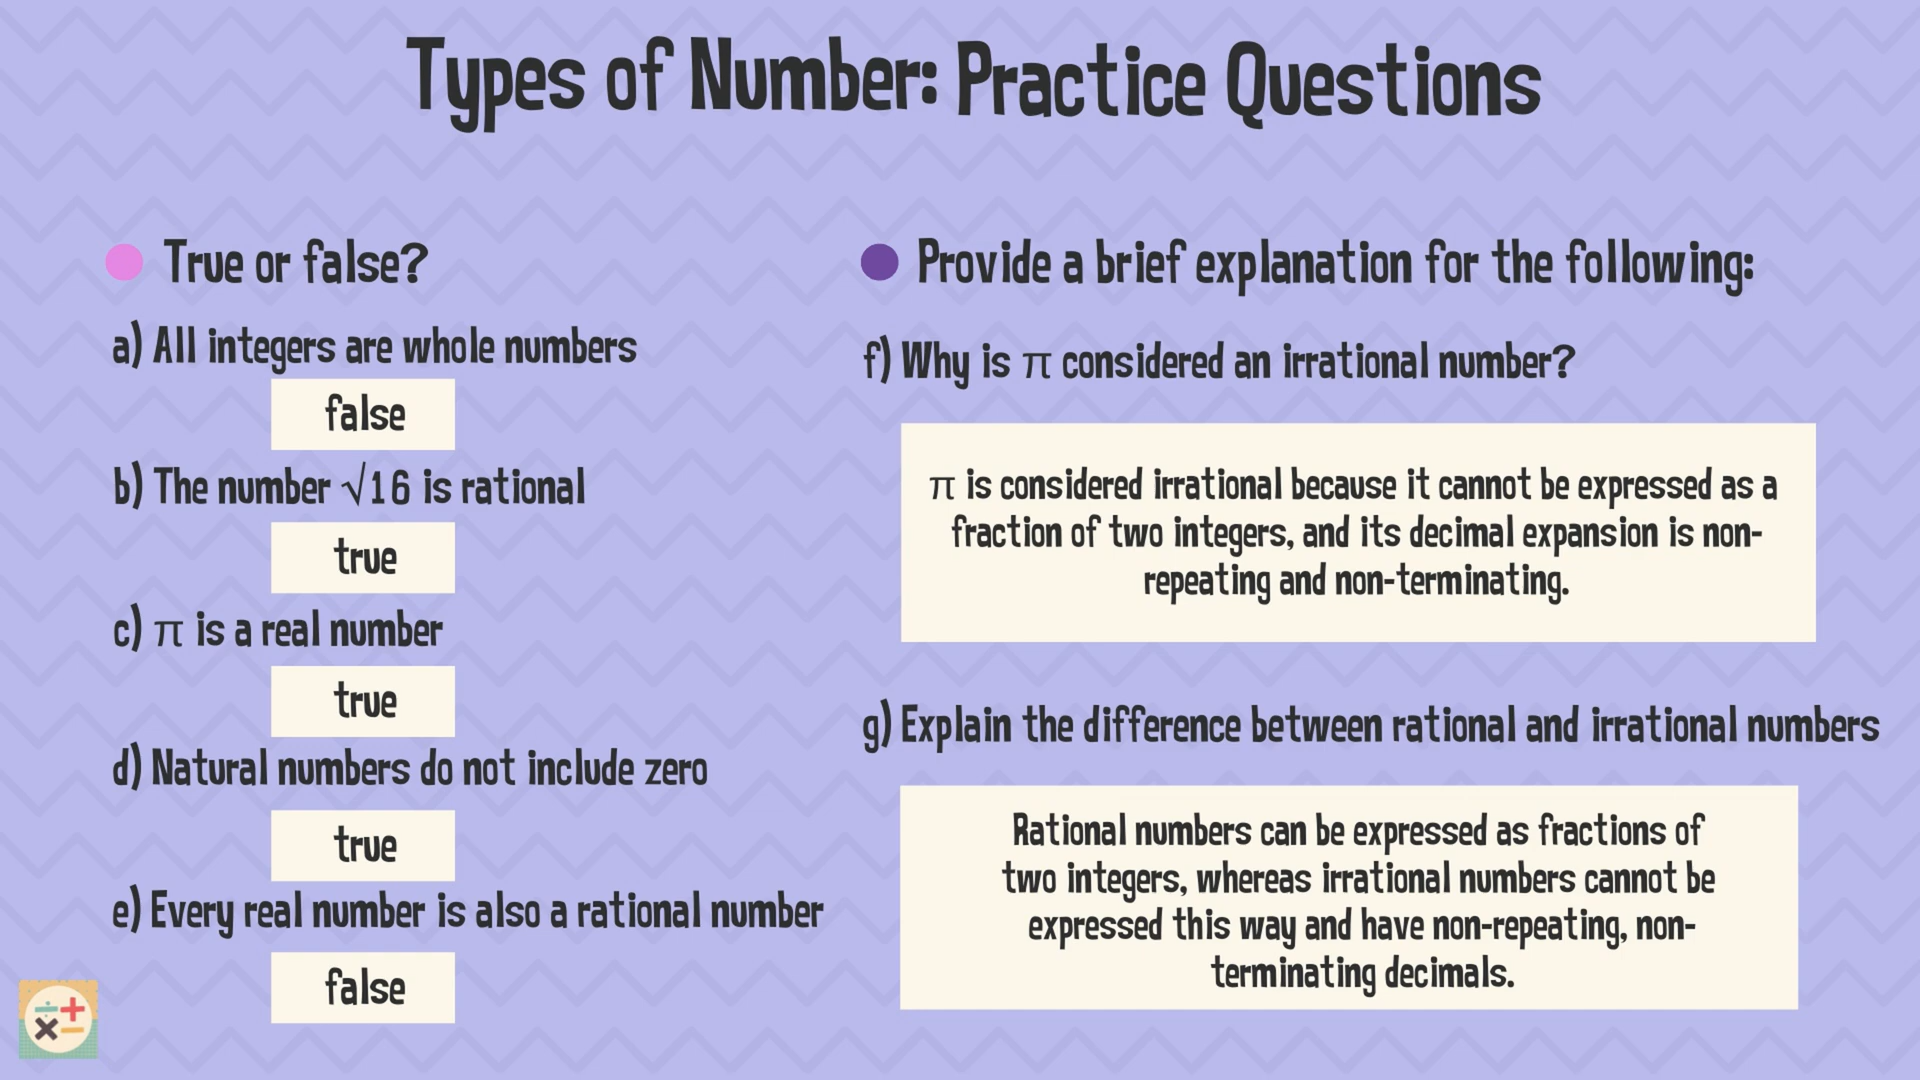 Types of Number: Practice Questions
True or false?
a) All integers are whole numbers
false
b) The number √16 is rational
true
c) π is a real number
true
d) Natural numbers do not include zero
true
e) Every real number is also a rational number
false
Provide a brief explanation for the following:
f) Why is π considered an irrational number?
π is considered irrational because it cannot be expressed as a
fraction of two integers, and its decimal expansion is non-
repeating and non-terminating.
g) Explain the difference between rational and irrational numbers
Rational numbers can be expressed as fractions of
two integers, whereas irrational numbers cannot be
expressed this way and have non-repeating, non-
terminating decimals.